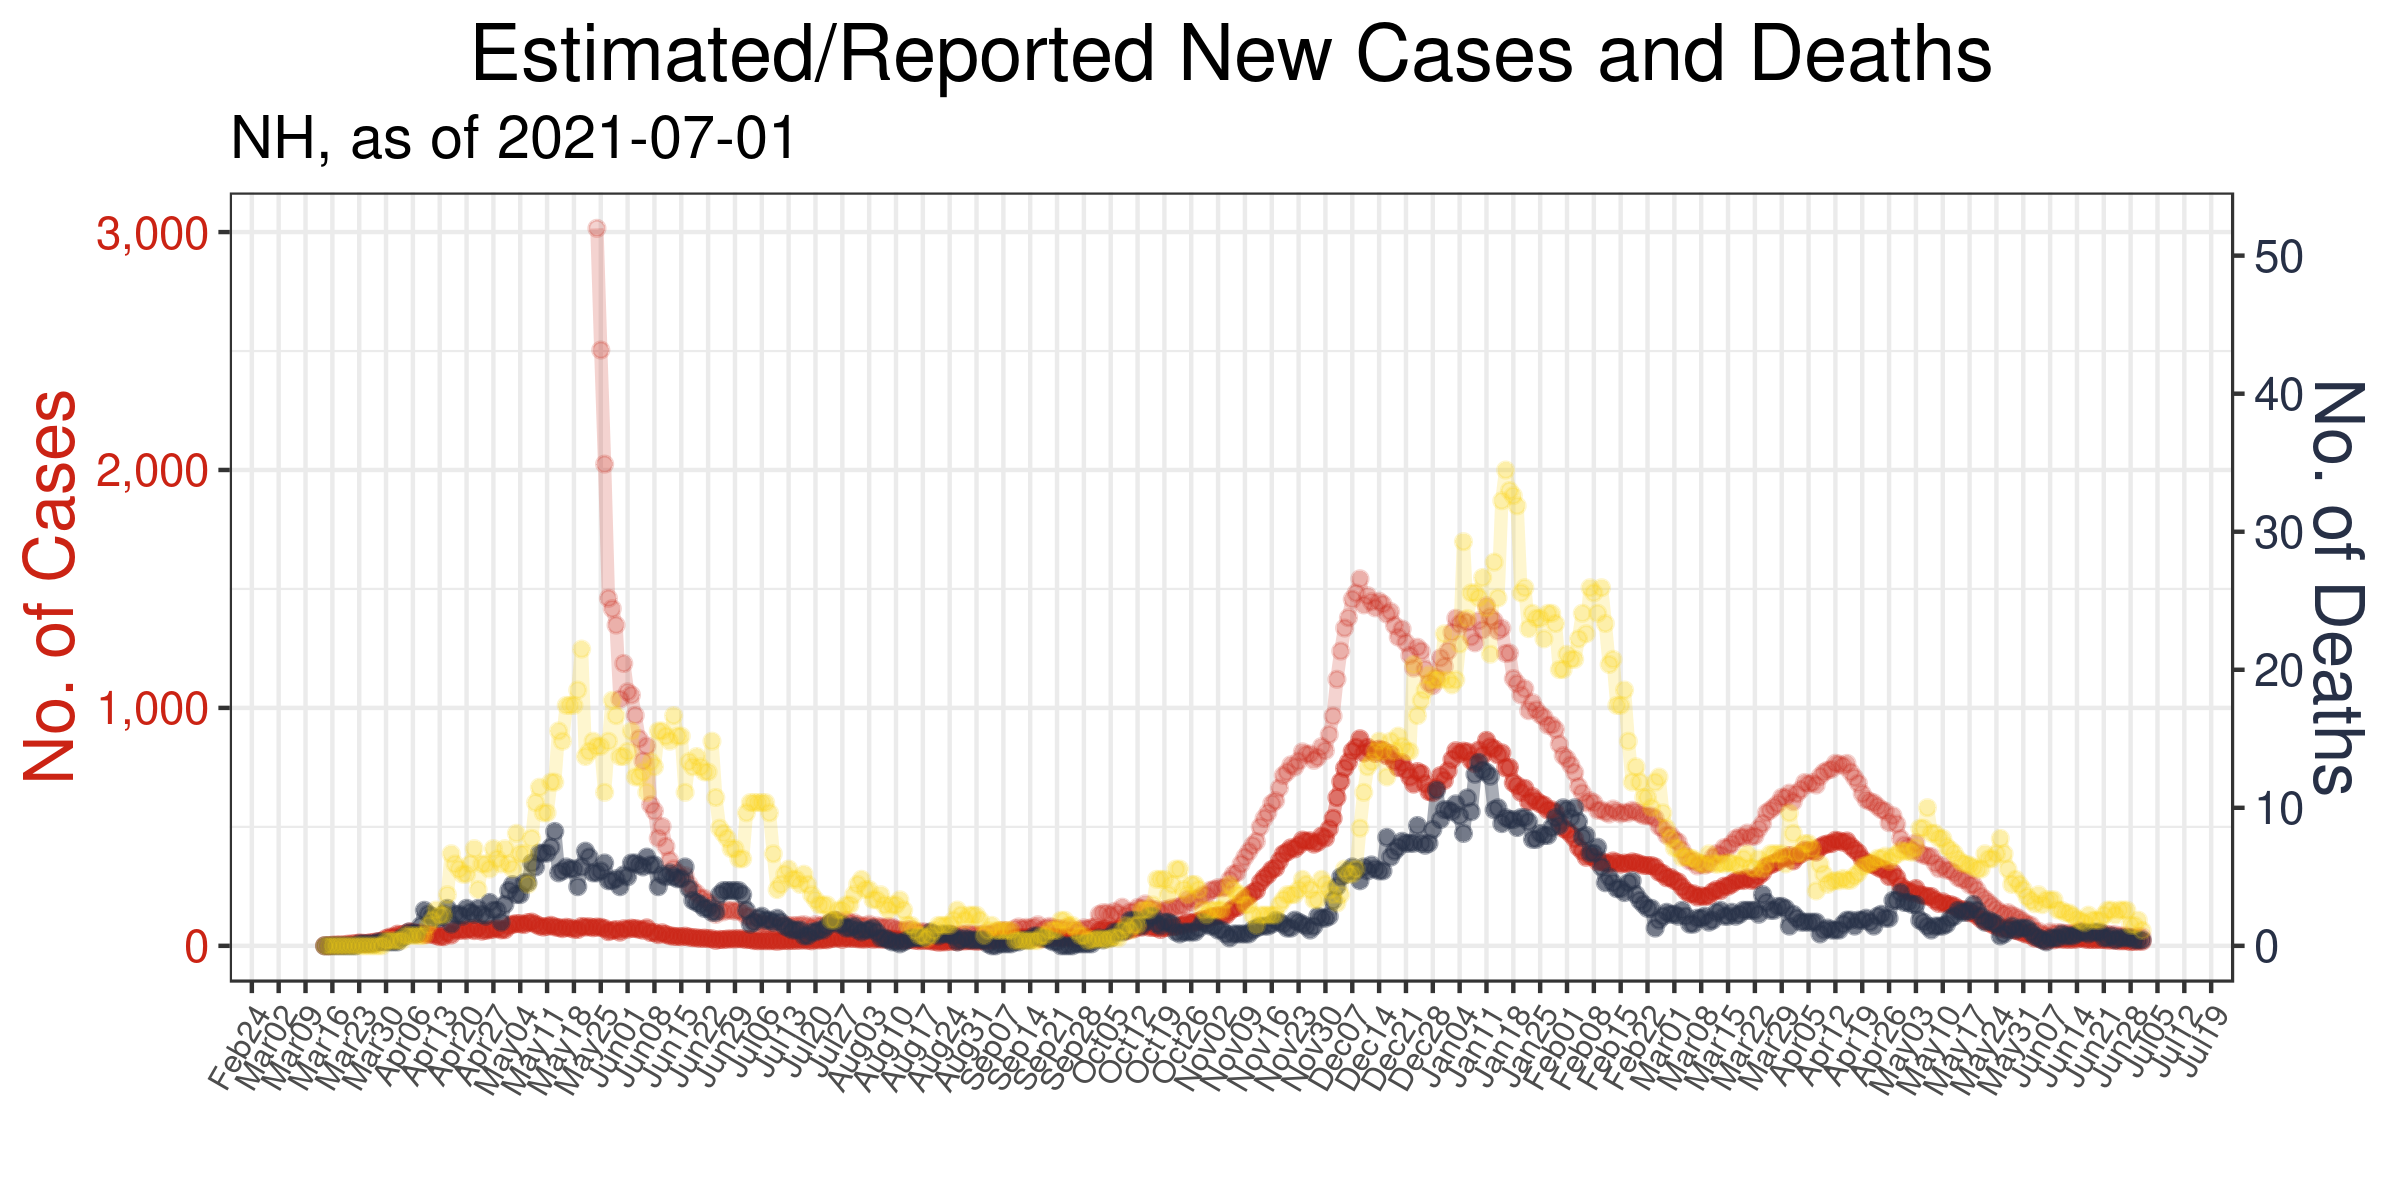 Estimated/Reported New Cases and Deaths
NH, as of 2021-07-01
No. of Cases
3,000
2,000
1,000
0
50
40
30
20
10
0
No. of Deaths
Feb24
Mar02
Mar09
Mar16
Mar23
Mar30
Apr06
Apr13
Apr20
Apr27
May04
May11
May18
May25
Jun01
Jun08
Jun15
Jun22
Jun29
Jul06
Jul13
Jul20
Jul27
Aug03
Aug10
Aug17
Aug24
Aug31
Sep07
Sep14
Sep21
Sep28
Oct05
Oct12
Oct19
Oct26
Nov02
Nov09
Nov16
Nov23
Nov30
Dec07
Dec14
Dec21
Dec28
Jan04
Jan11
Jan18
Jan25
Feb01
Feb08
Feb15
Feb22
Mar01
Mar08
Mar15
Mar22
Mar29
Apr05
Apr12
Apr19
Apr26
May03
May10
May17
May24
May31
Jun07
Jun14
Jun21
Jun28
Jul05
Jul12
Jul19